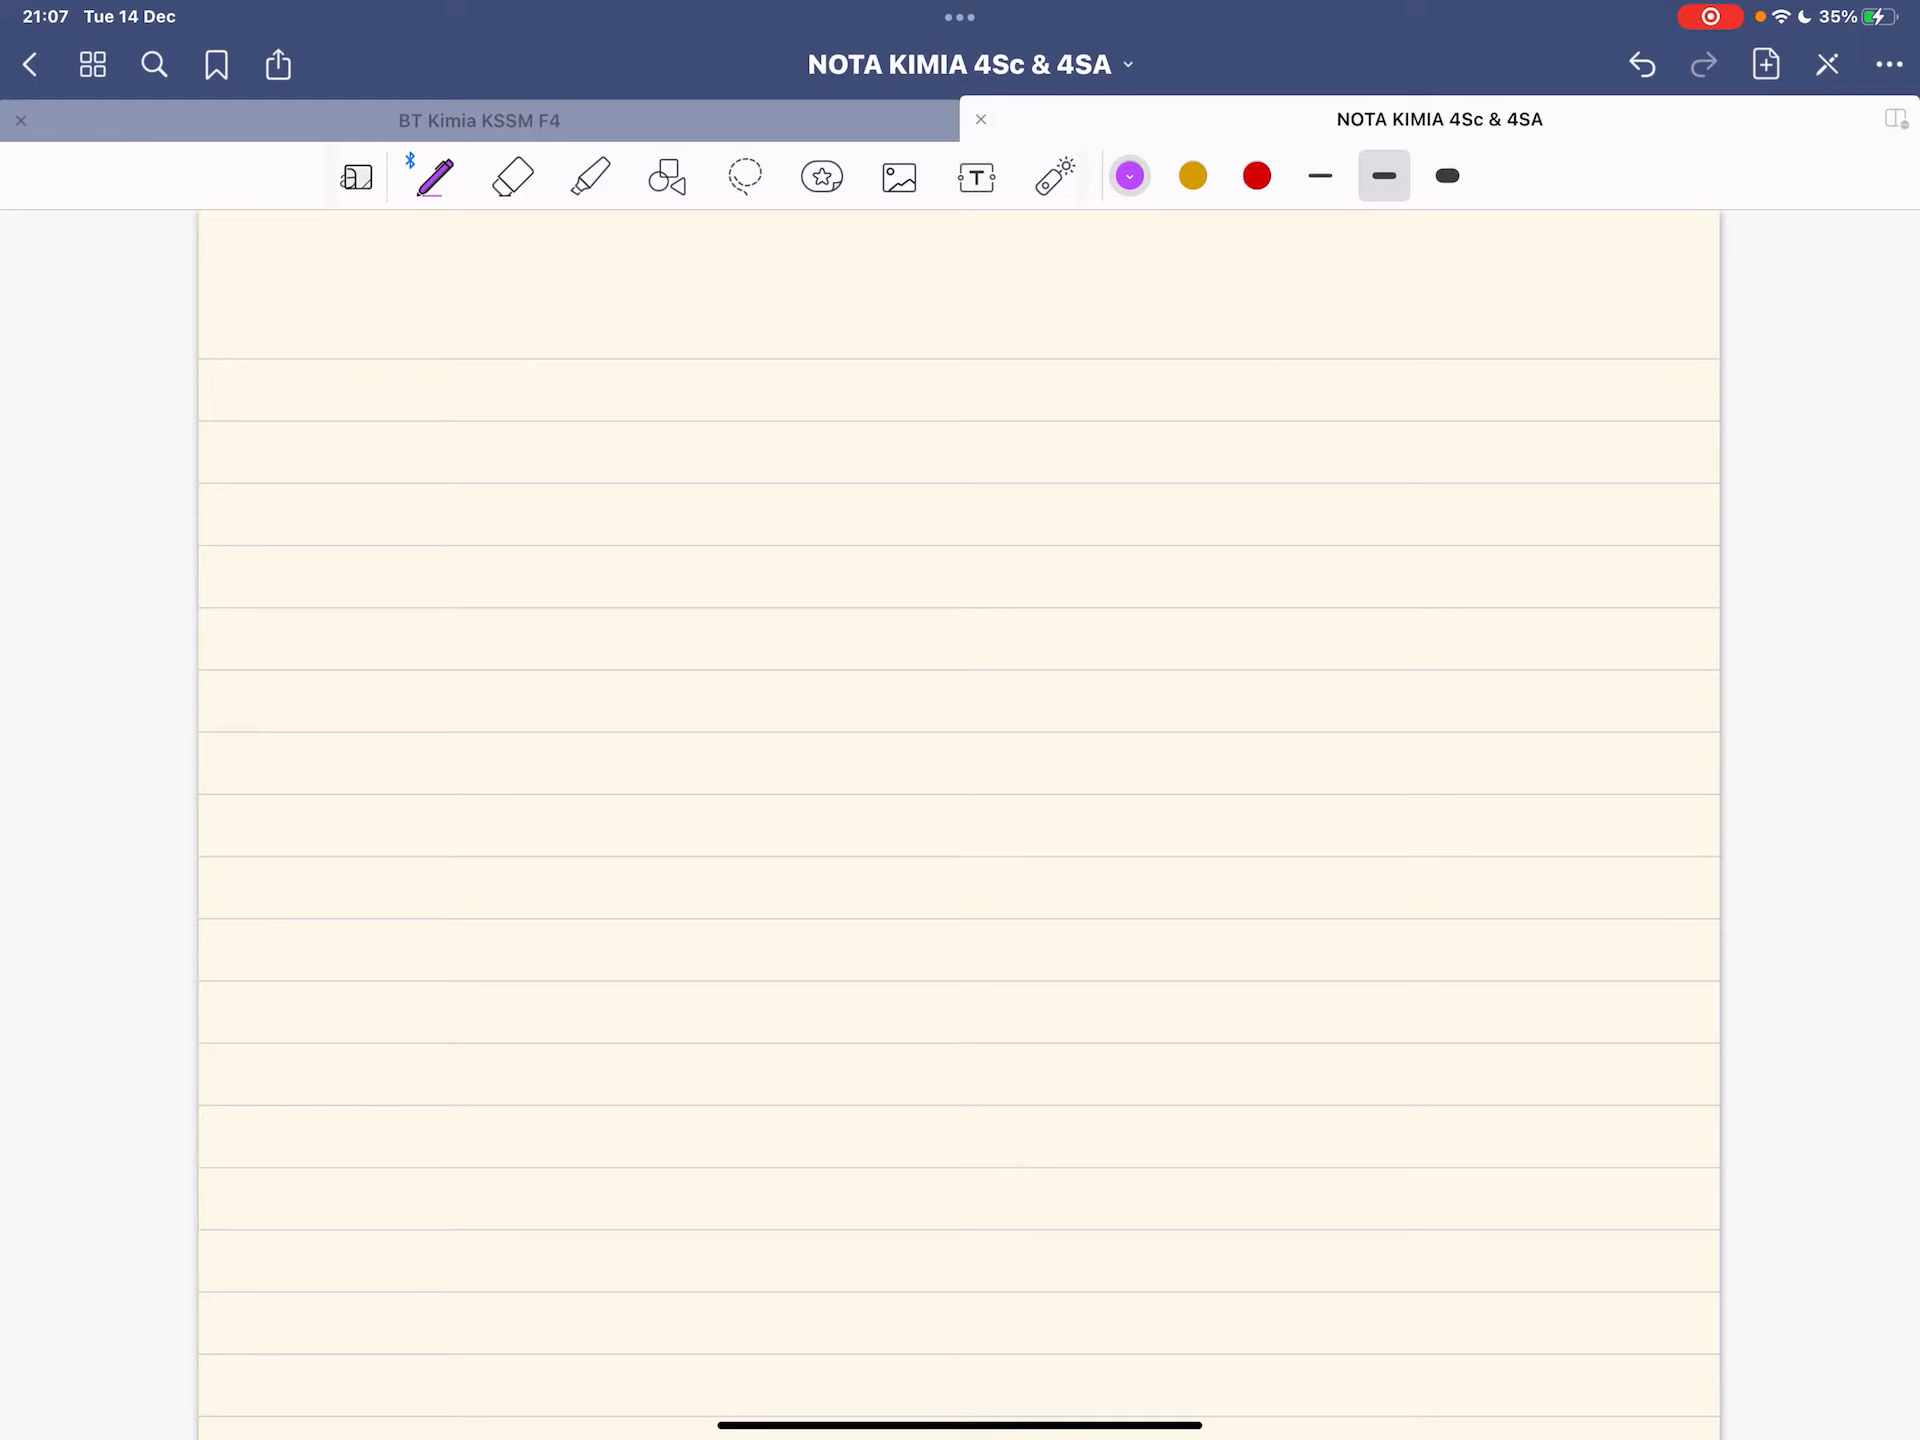 21:07 Tue 14 Dec
35%
NOTA KIMIA 4Sc & 4SA
BT Kimia KSSM F4
NOTA KIMIA 4Sc & 4SA